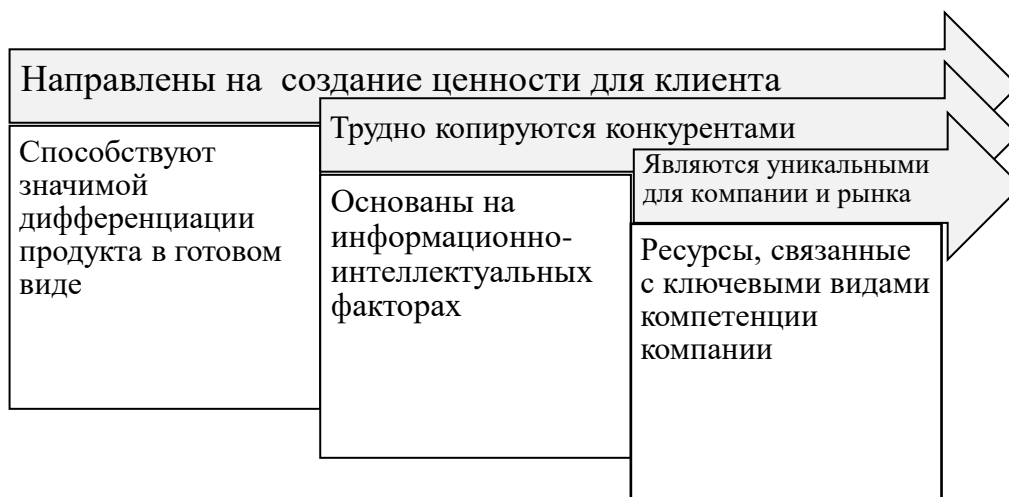 Направлены на  создание ценности для клиента
Способствуют
значимой
дифференциации
продукта в готовом
виде
Трудно копируются конкурентами
Основаны на
информационно-
интеллектуальных
факторах
Являются уникальными
для компании и рынка
Ресурсы, связанные
с ключевыми видами
компетенции
компании